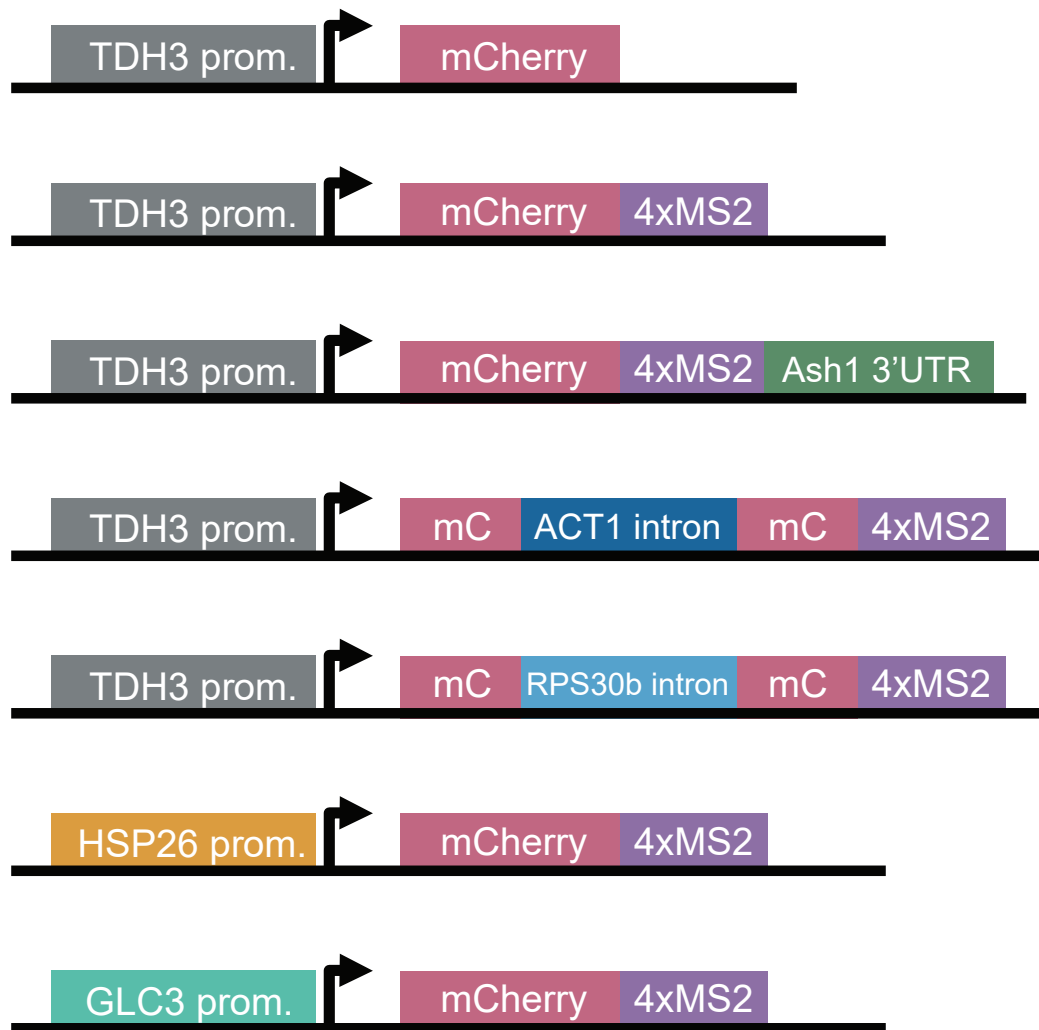 TDH3 prom. mCherry
TDH3 prom. mCherry 4xMS2
TDH3 prom. mCherry 4xMS2 Ash1 3’UTR
TDH3 prom. mC ACT1 intron mC 4xMS2
TDH3 prom. mC RPS30b intron mC 4xMS2
HSP26 prom. mCherry 4xMS2
GLC3 prom. mCherry 4xMS2